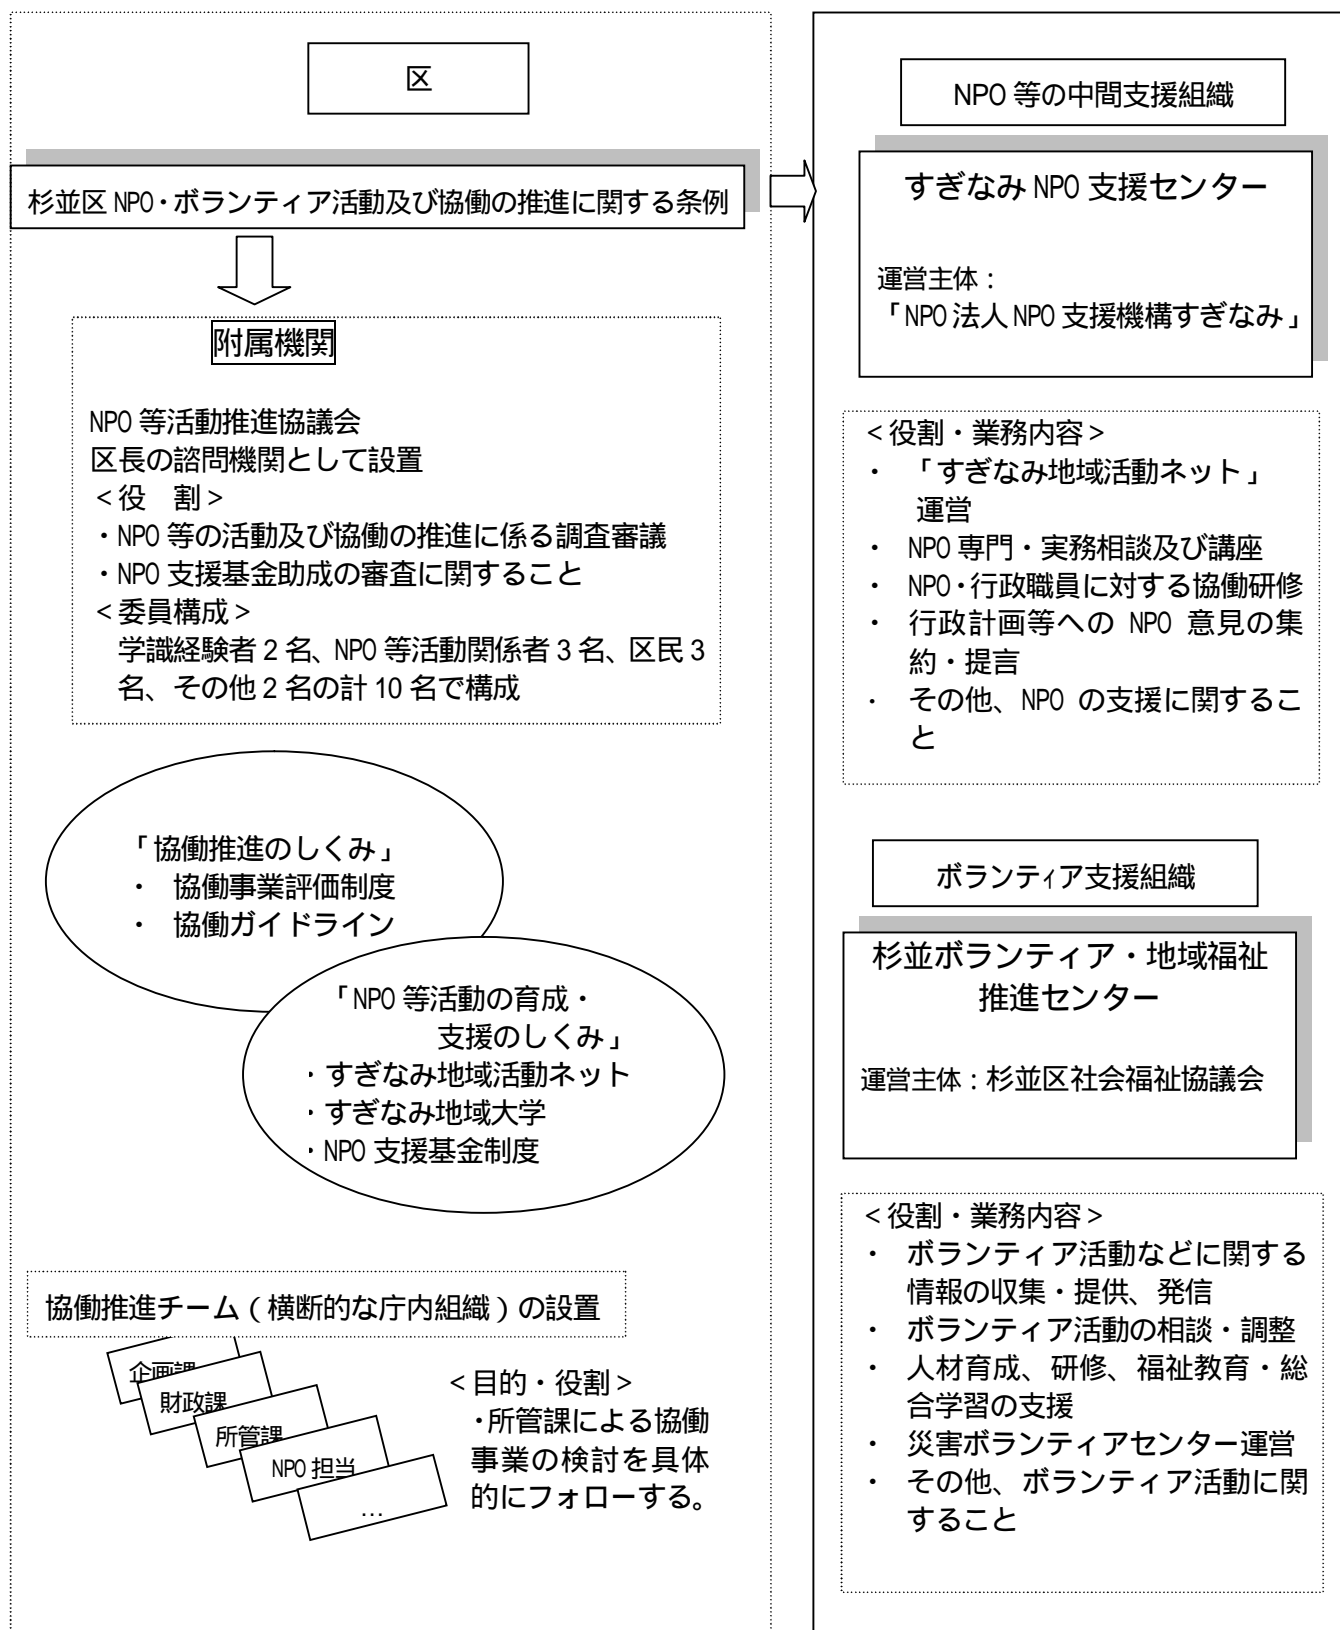 区
杉並区 NPO・ボランティア活動及び協働の推進に関する条例
附属機関
NPO 等活動推進協議会
区長の諮問機関として設置
＜役　割＞
・NPO 等の活動及び協働の推進に係る調査審議
・NPO 支援基金助成の審査に関すること
＜委員構成＞
学識経験者 2 名、NPO 等活動関係者 3 名、区民 3
名、その他 2 名の計 10 名で構成
「協働推進のしくみ」
・ 協働事業評価制度
・ 協働ガイドライン
「NPO 等活動の育成・
支援のしくみ」
・すぎなみ地域活動ネット
・すぎなみ地域大学
・NPO 支援基金制度
協働推進チーム（横断的な庁内組織）の設置
企画課
財政課
所管課
NPO 担当
…
＜目的・役割＞
・所管課による協働
事業の検討を具体
的にフォローする。
NPO 等の中間支援組織
すぎなみ NPO 支援センター
運営主体：
「NPO 法人 NPO 支援機構すぎなみ」
＜役割・業務内容＞
・ 「すぎなみ地域活動ネット」
運営
・ NPO 専門・実務相談及び講座
・ NPO・行政職員に対する協働研修
・ 行政計画等への NPO 意見の集
約・提言
・ その他、NPO の支援に関するこ
と
ボランティア支援組織
杉並ボランティア・地域福祉
推進センター
運営主体：杉並区社会福祉協議会
＜役割・業務内容＞
・ ボランティア活動などに関する
情報の収集・提供、発信
・ ボランティア活動の相談・調整
・ 人材育成、研修、福祉教育・総
合学習の支援
・ 災害ボランティアセンター運営
・ その他、ボランティア活動に関
すること